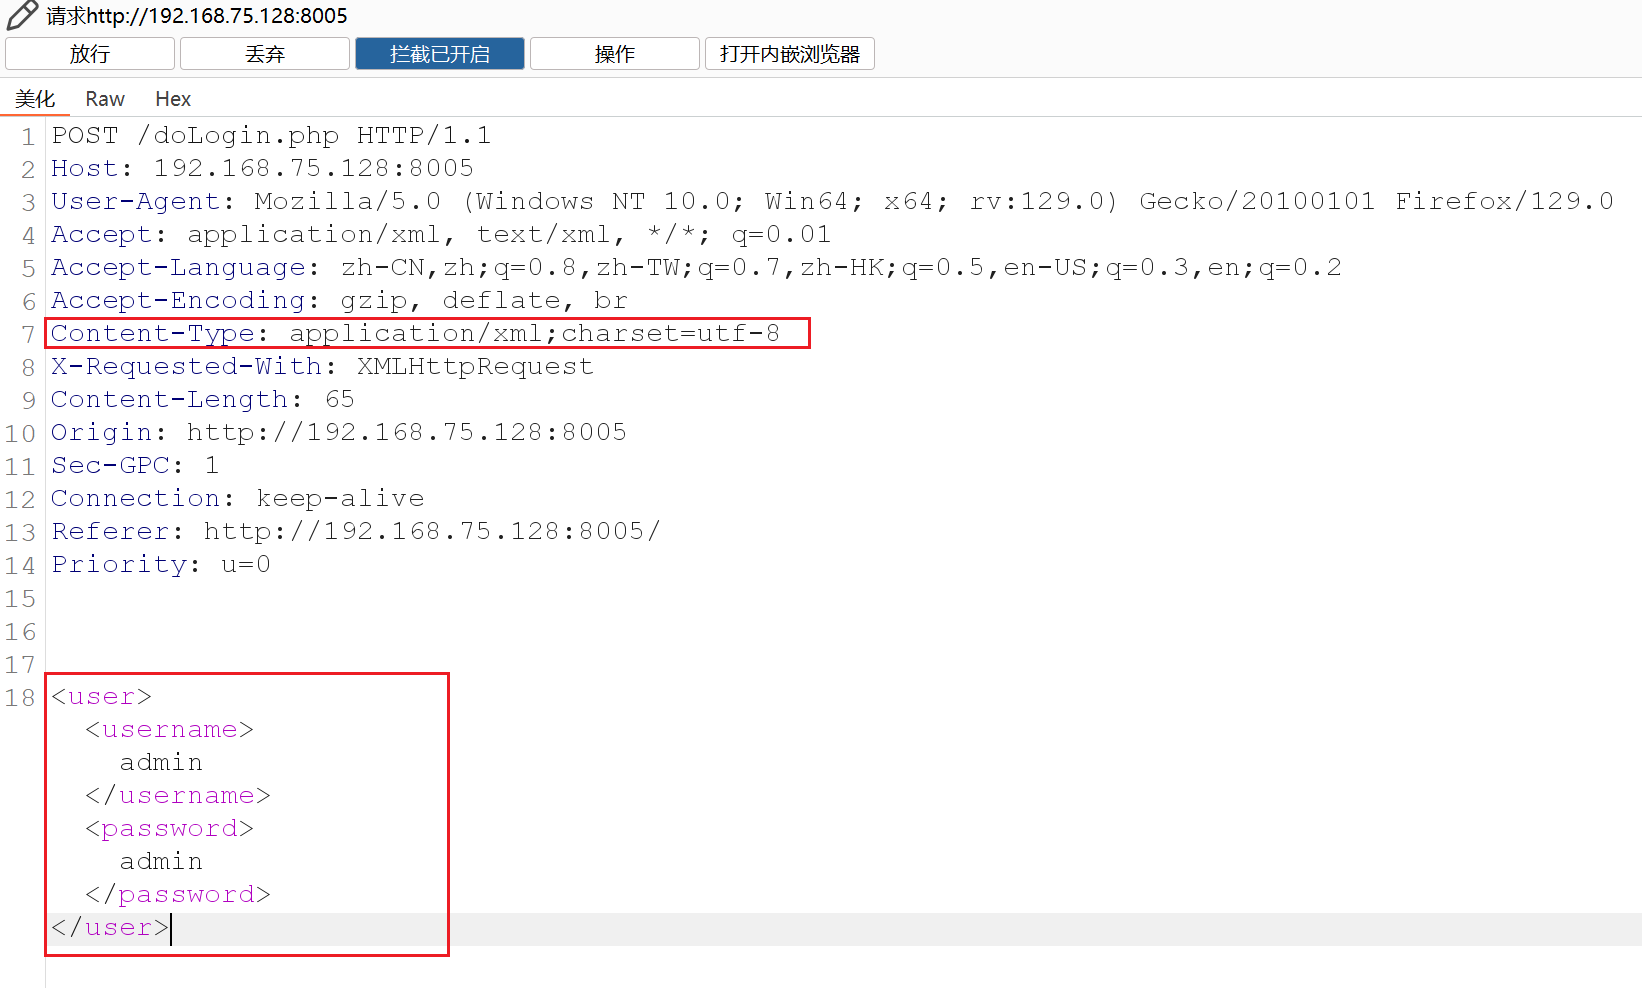 请求http://192.168.75.128:8005
放行 丢弃 拦截已开启 操作 打开内嵌浏览器
美化 Raw Hex
1 POST /doLogin.php HTTP/1.1
2 Host: 192.168.75.128:8005
3 User-Agent: Mozilla/5.0 (Windows NT 10.0; Win64; x64; rv:129.0) Gecko/20100101 Firefox/129.0
4 Accept: application/xml, text/xml, */*; q=0.01
5 Accept-Language: zh-CN,zh;q=0.8,zh-TW;q=0.7,zh-HK;q=0.5,en-US;q=0.3,en;q=0.2
6 Accept-Encoding: gzip, deflate, br
7 Content-Type: application/xml;charset=utf-8
8 X-Requested-With: XMLHttpRequest
9 Content-Length: 65
10 Origin: http://192.168.75.128:8005
11 Sec-GPC: 1
12 Connection: keep-alive
13 Referer: http://192.168.75.128:8005/
14 Priority: u=0
15
16
17
18 <user>
<username>
admin
</username>
<password>
admin
</password>
</user>